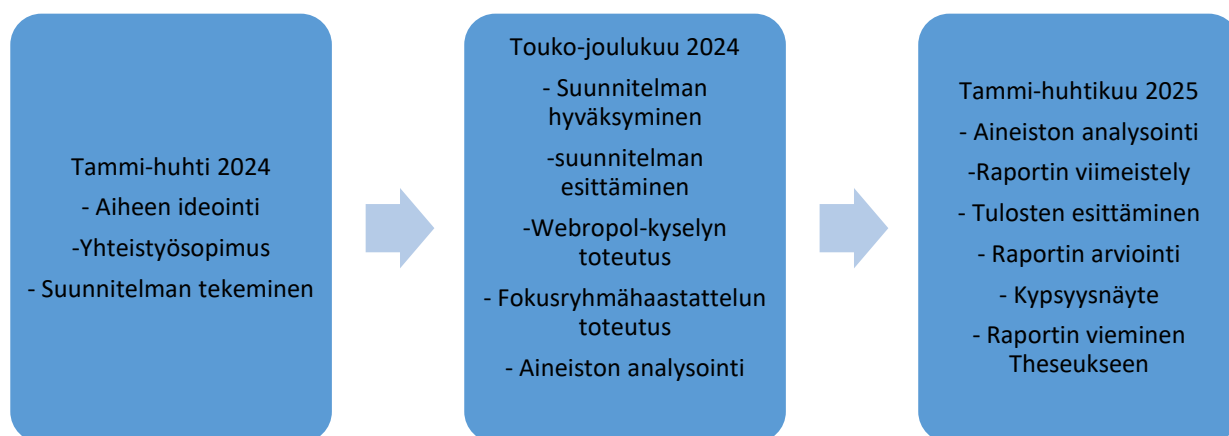 Tammi-huhti 2024
- Aiheen ideointi
-Yhteistyösopimus
- Suunnitelman tekeminen
Touko-joulukuu 2024
- Suunnitelman
hyväksyminen
-suunnitelman
esittäminen
-Webropol-kyselyn
toteutus
- Fokusryhmähaastattelun
toteutus
- Aineiston analysointi
Tammi-huhtikuu 2025
- Aineiston analysointi
-Raportin viimeistely
- Tulosten esittäminen
- Raportin arviointi
- Kypsyysnäyte
- Raportin vieminen
Theseukseen